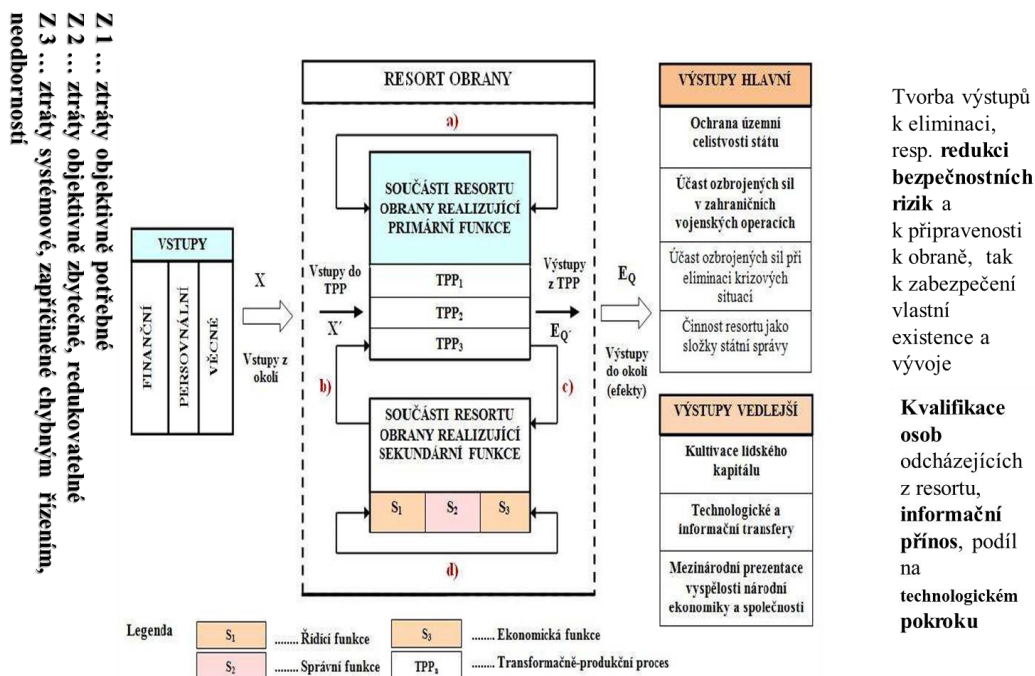 Z 1 … ztráty objektivně potřebné
Z 2 … ztráty objektivně zbytečné, redukovatelné
Z 3 … ztráty systémové, zapříčiněné chybným řízením,
neodborností
VSTUPY
FINANČNÍ
PERSOVNÁLNÍ
VĚCNÉ
X
Vstupy z
okolí
RESORT OBRANY
a)
SOUČÁSTI RESORTU
OBRANY REALIZUJÍCÍ
PRIMÁRNÍ FUNKCE
Vstupy do
TPP
X´
TPP1
TPP2
TPP3
Výstupy
z TPP
EQ´
b)
c)
SOUČÁSTI RESORTU
OBRANY REALIZUJÍCÍ
SEKUNDÁRNÍ FUNKCE
S1
S2
S3
d)
EQ
Výstupy
do okolí
(efekty)
VÝSTUPY HLAVNÍ
Ochrana územní
celistvosti státu
Účast ozbrojených sil
v zahraničních
vojenských operacích
Účast ozbrojených sil při
eliminaci krizových
situací
Činnost resortu jako
složky státní správy
VÝSTUPY VEDLEJŠÍ
Kultivace lidského
kapitálu
Technologické a
informační transfery
Mezinárodní prezentace
vyspělosti národní
ekonomiky a společnosti
Tvorba výstupů
k eliminaci,
resp. redukci
bezpečnostních
rizik a
k připravenosti
k obraně, tak
k zabezpečení
vlastní
existence a
vývoje
Kvalifikace
osob
odcházejících
z resortu,
informační
přínos, podíl
na
technologickém
pokroku
Legenda
S1 ........ Řídící funkce
S3 ........ Ekonomická funkce
S2 ........ Správní funkce
TPPn ........ Transformačně-produkční proces